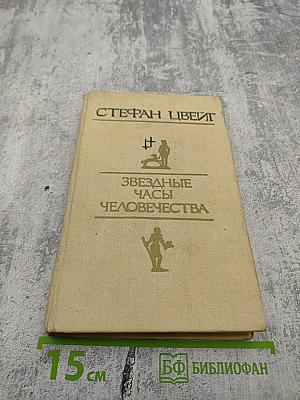 СТЕФАН ЦВЕЙГ
ЗВЕЗДНЫЕ
ЧАСЫ
ЧЕЛОВЕЧЕСТВА
15 см
БФ БИБЛИОФАН